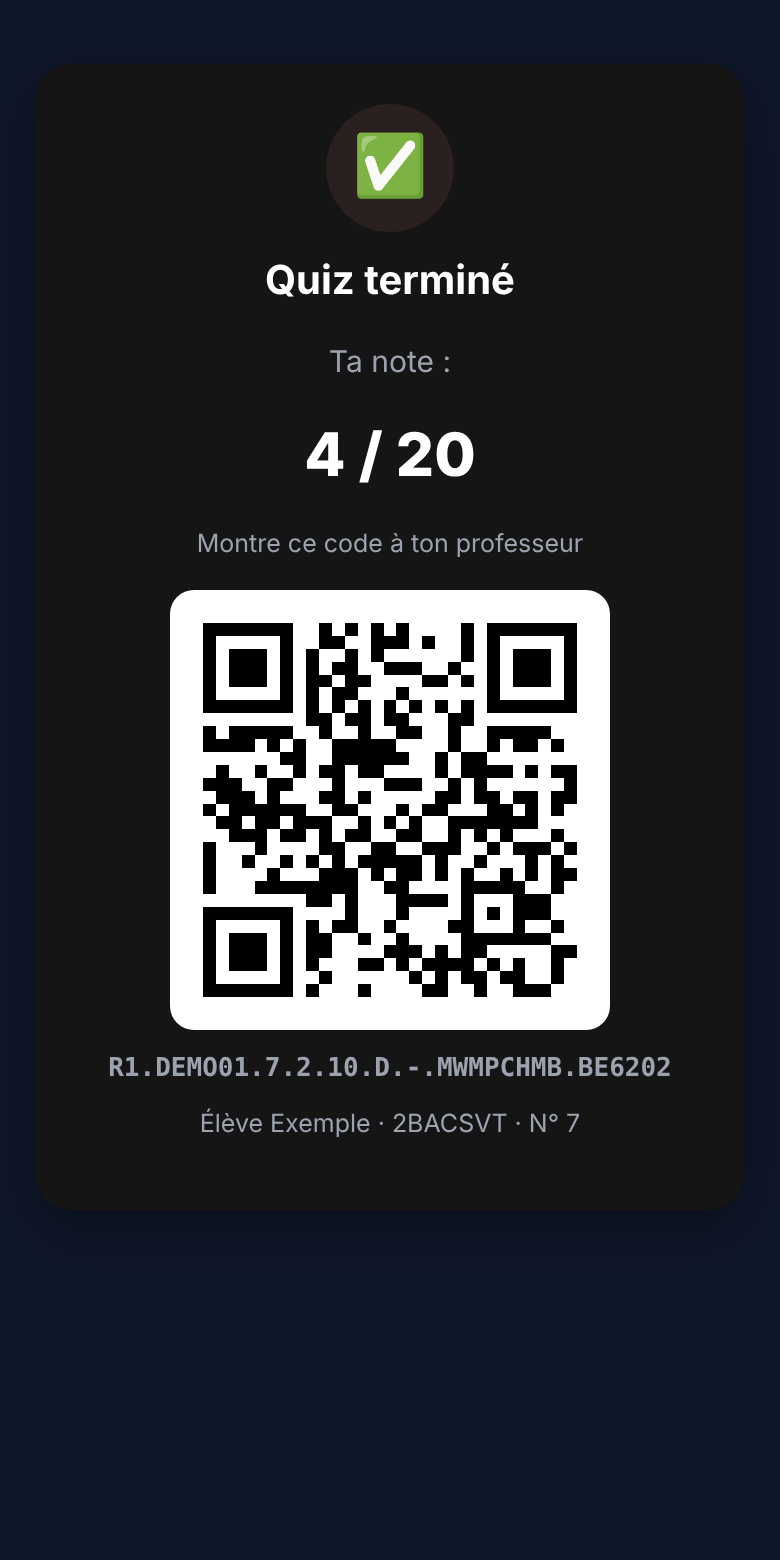 Quiz terminé
Ta note :
4 / 20
Montre ce code à ton professeur
R1.DEMO01.7.2.10.D.-.MWMPCHMB.BE6202
Élève Exemple · 2BACSVT · N° 7